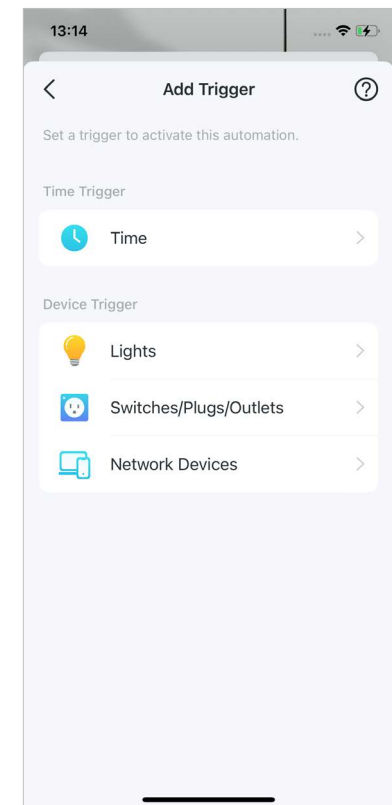 13:14
Add Trigger
Set a trigger to activate this automation.
Time Trigger
Time
Device Trigger
Lights
Switches/Plugs/Outlets
Network Devices